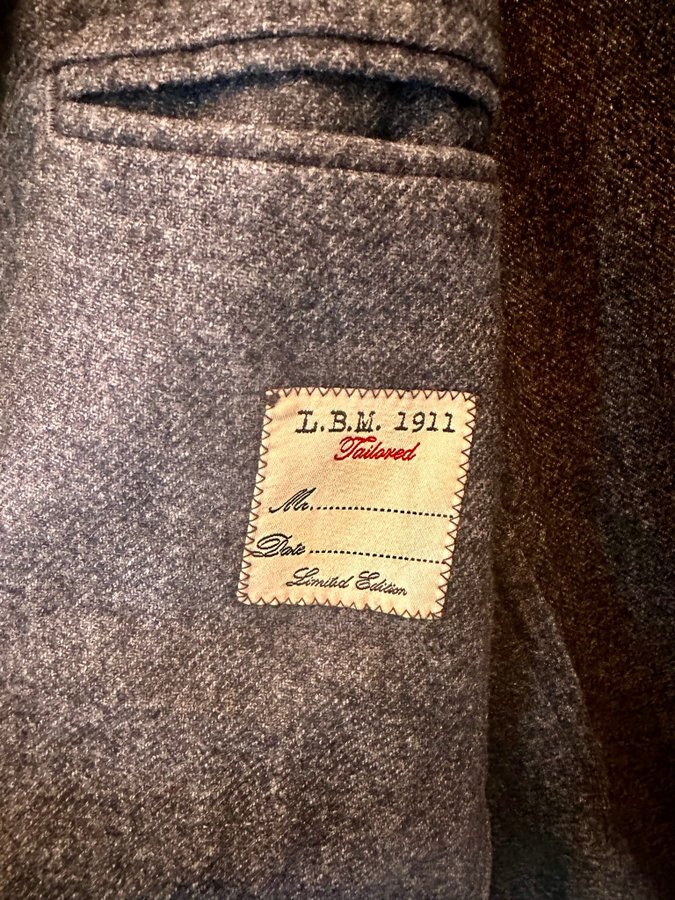 L.B.M. 1911
Tailored
Mr...............................
Date..............................
Limited Edition